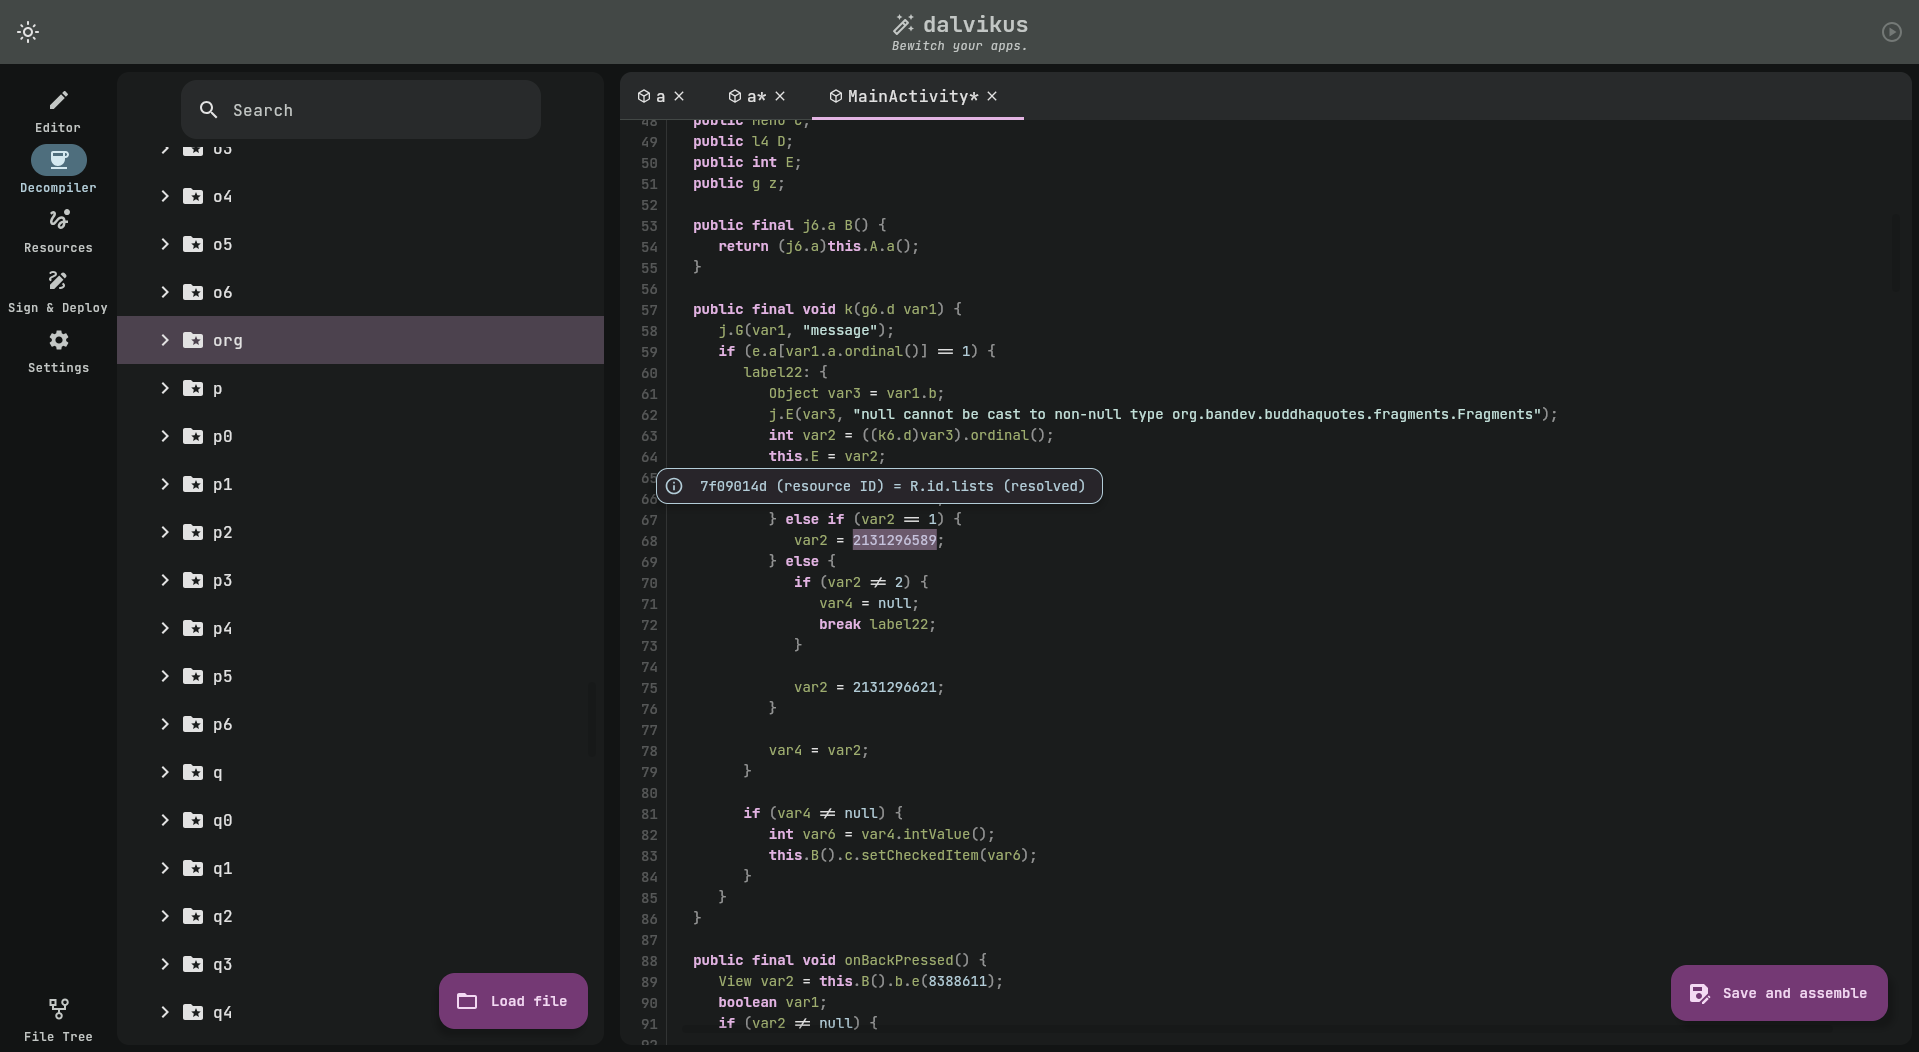 dalvikus
Bewitch your apps.
Editor
Decompiler
Resources
Sign & Deploy
Settings
File Tree
Search
o3
o4
o5
o6
org
p
p0
p1
p2
p3
p4
p5
p6
q
q0
q1
q2
q3
q4
Load file
a
a*
MainActivity*
48 public Menu C;
49 public l4 D;
50 public int E;
51 public g z;
52
53 public final j6.a B() {
54 return (j6.a)this.A.a();
55 }
56
57 public final void k(g6.d var1) {
58 j.G(var1, "message");
59 if (e.a[var1.a.ordinal()] == 1) {
60 label22: {
61 Object var3 = var1.b;
62 j.E(var3, "null cannot be cast to non-null type org.bandev.buddhaquotes.fragments.Fragments");
63 int var2 = ((k6.d)var3).ordinal();
64 this.E = var2;
65
7f09014d (resource ID) = R.id.lists (resolved)
66
67 } else if (var2 == 1) {
68 var2 = 2131296589;
69 } else {
70 if (var2 != 2) {
71 var4 = null;
72 break label22;
73 }
74
75 var2 = 2131296621;
76 }
77
78 var4 = var2;
79 }
80
81 if (var4 != null) {
82 int var6 = var4.intValue();
83 this.B().c.setCheckedItem(var6);
84 }
85 }
86 }
87
88 public final void onBackPressed() {
89 View var2 = this.B().b.e(8388611);
90 boolean var1;
91 if (var2 != null) {
92
Save and assemble